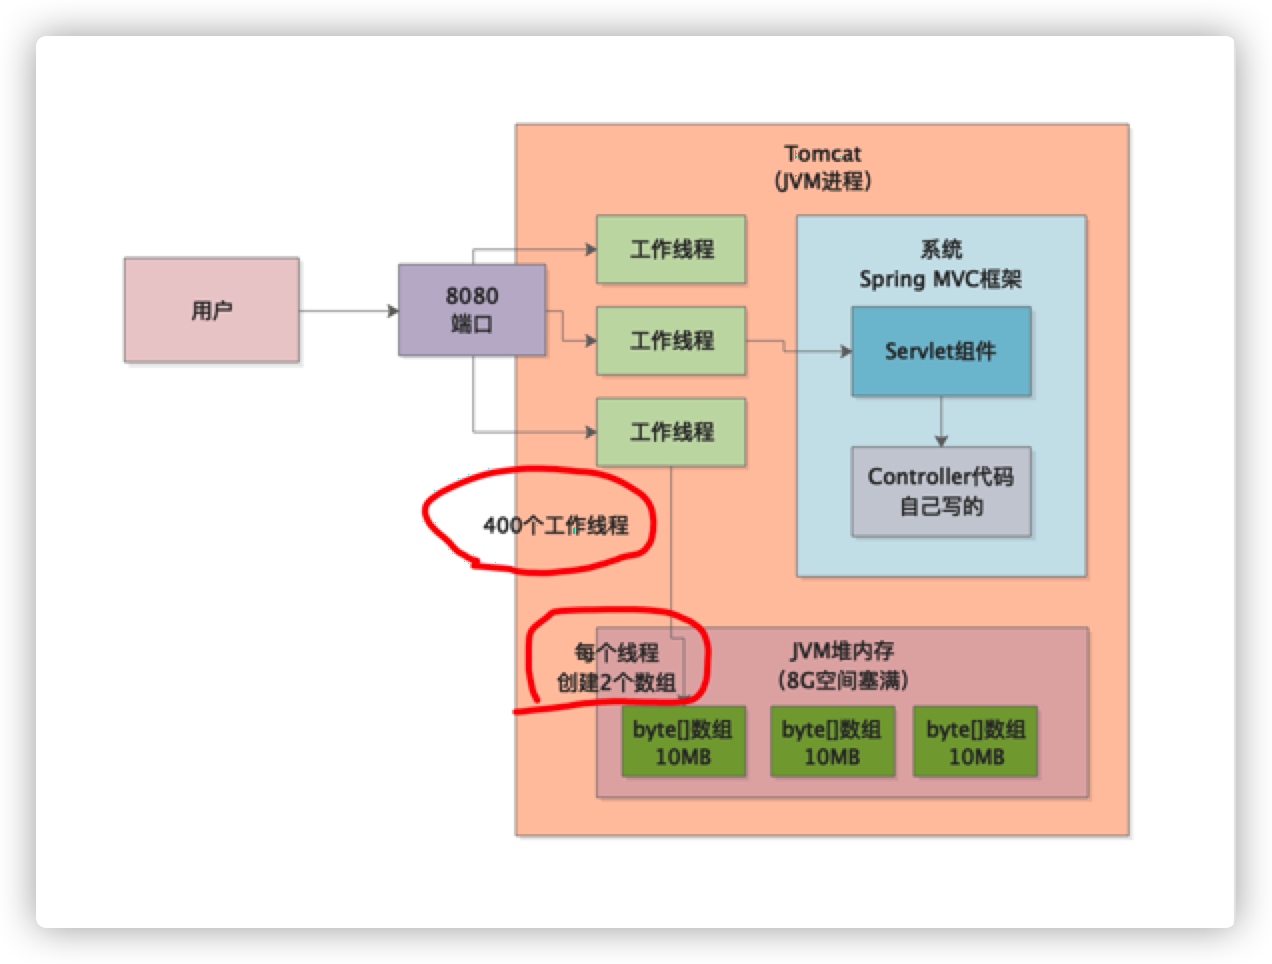 Tomcat
(JVM进程)
用户
8080
端口
工作线程
工作线程
工作线程
系统
Spring MVC框架
Servlet组件
Controller代码
自己写的
400个工作线程
每个线程
创建2个数组
JVM堆内存
(8G空间塞满)
byte[]数组
10MB
byte[]数组
10MB
byte[]数组
10MB